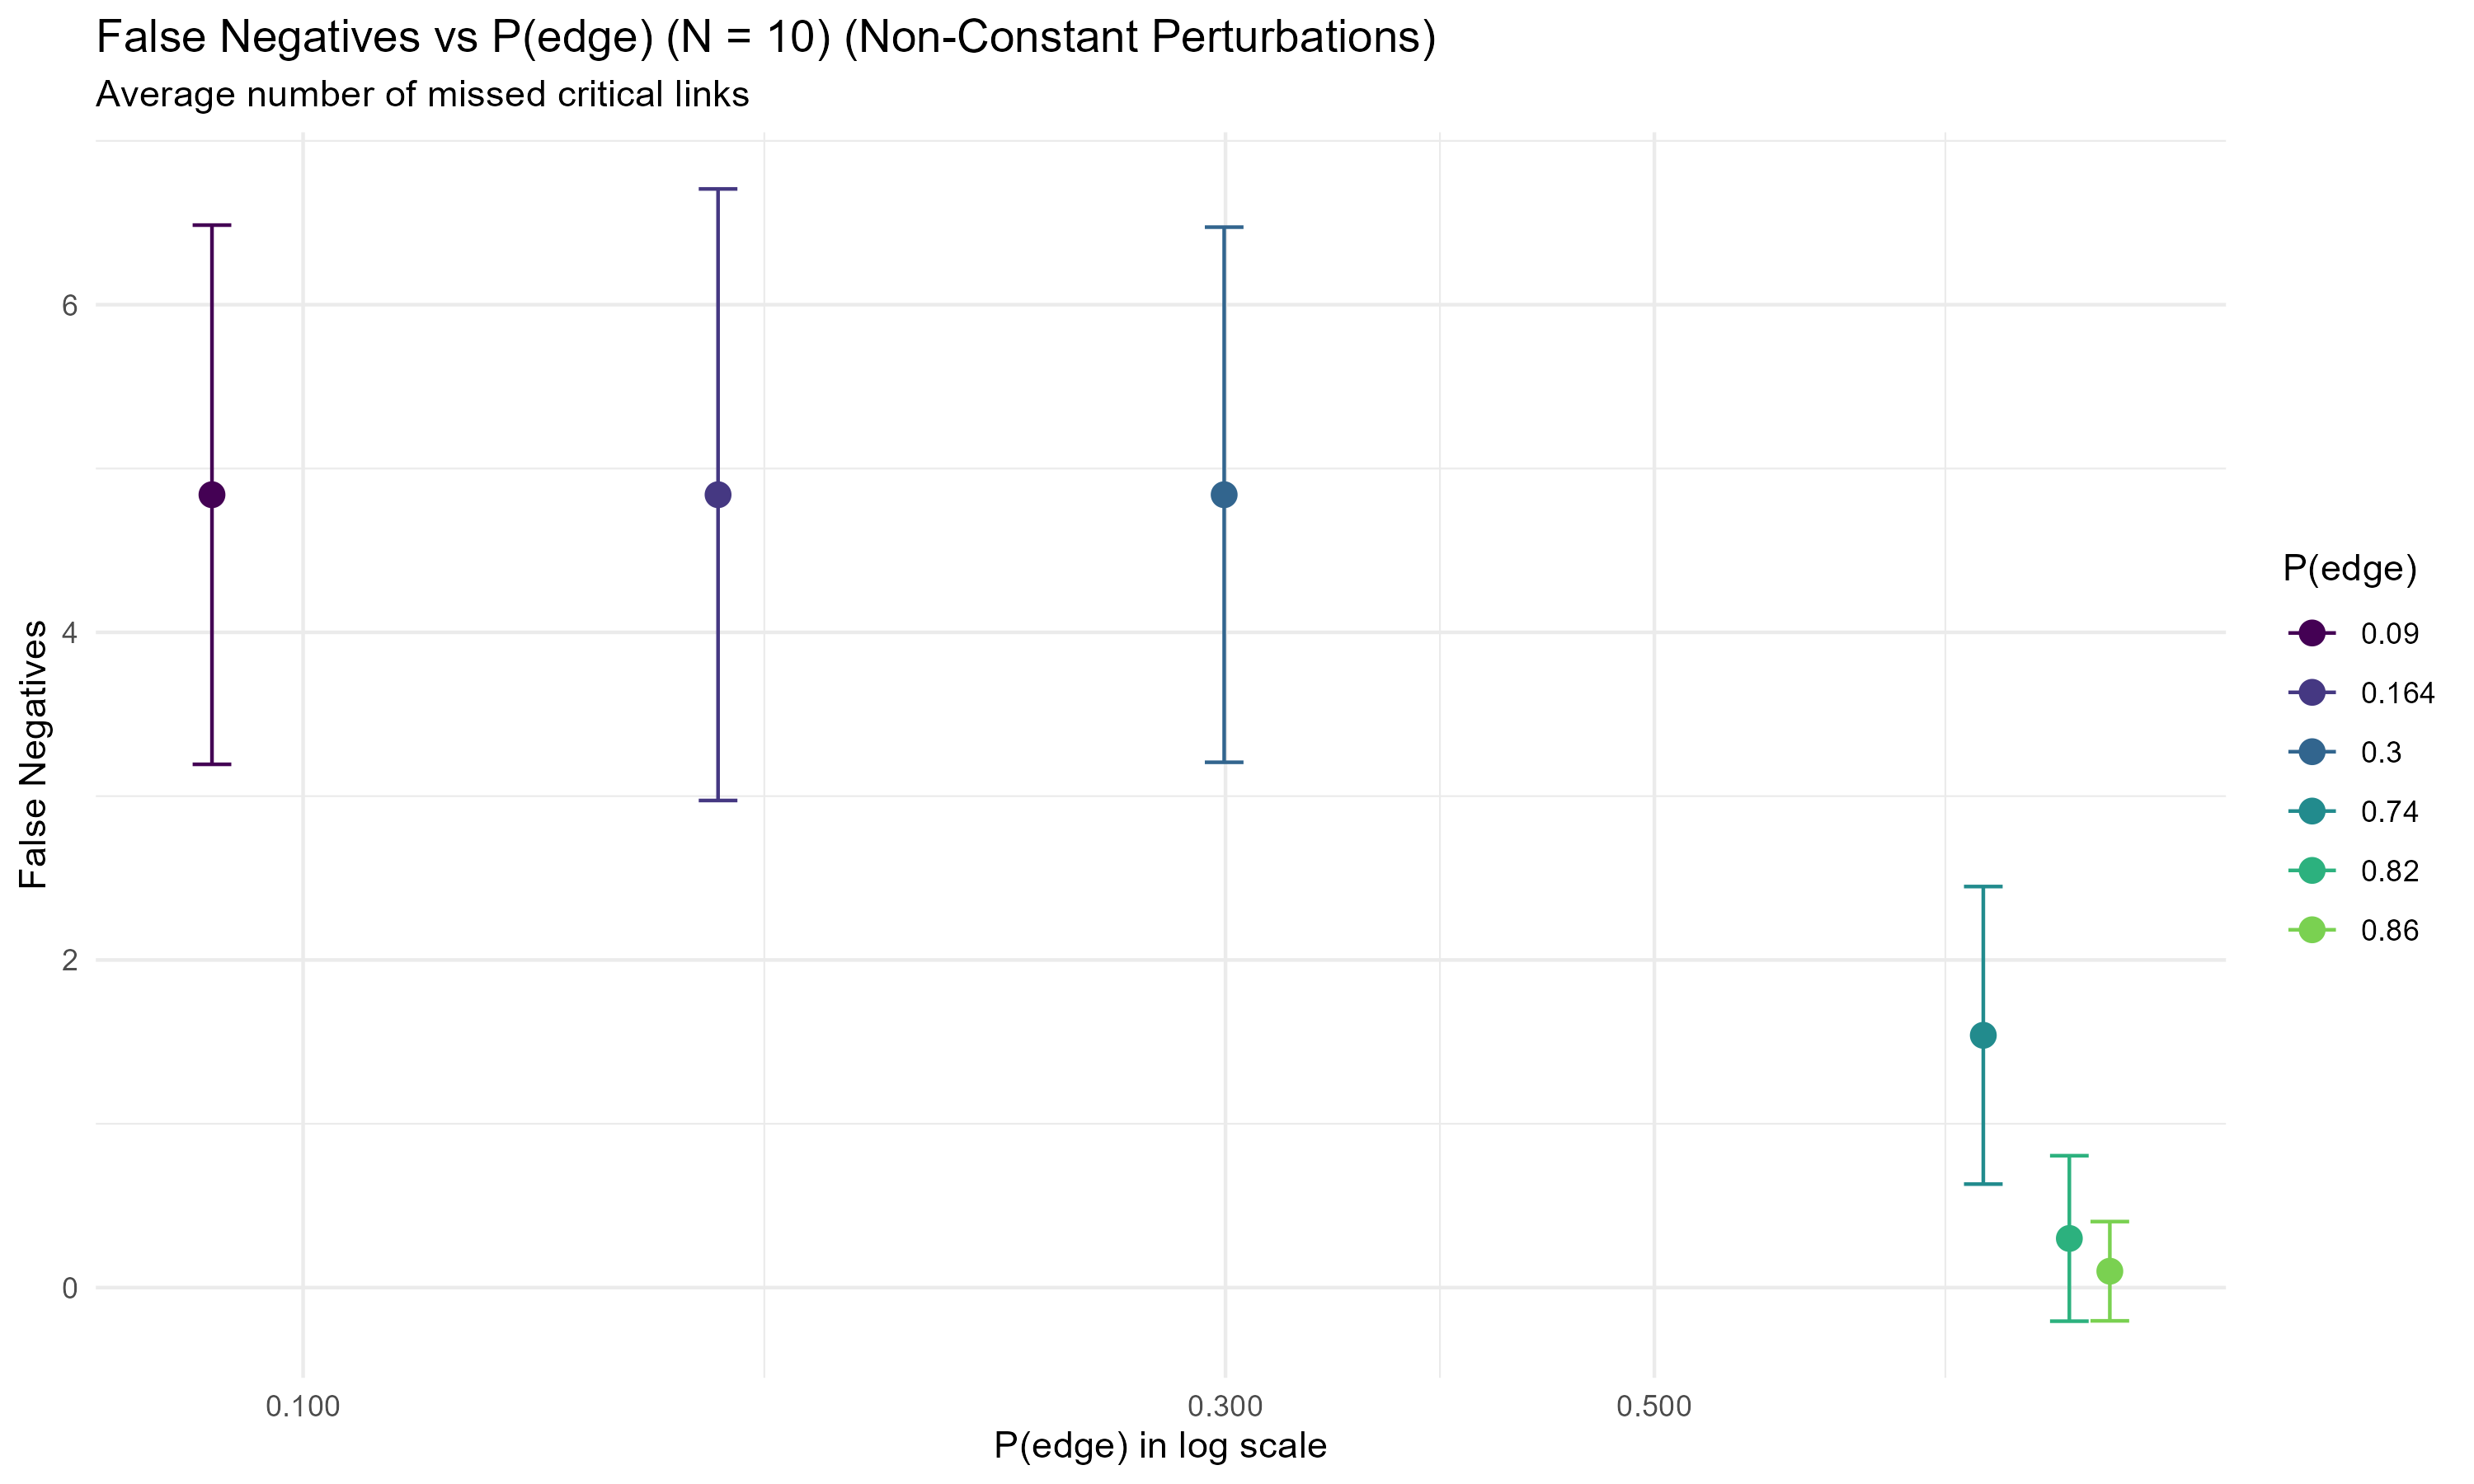 False Negatives vs P(edge) (N = 10) (Non-Constant Perturbations)
Average number of missed critical links
False Negatives
6
4
2
0
0.100
0.300
0.500
P(edge) in log scale
P(edge)
0.09
0.164
0.3
0.74
0.82
0.86